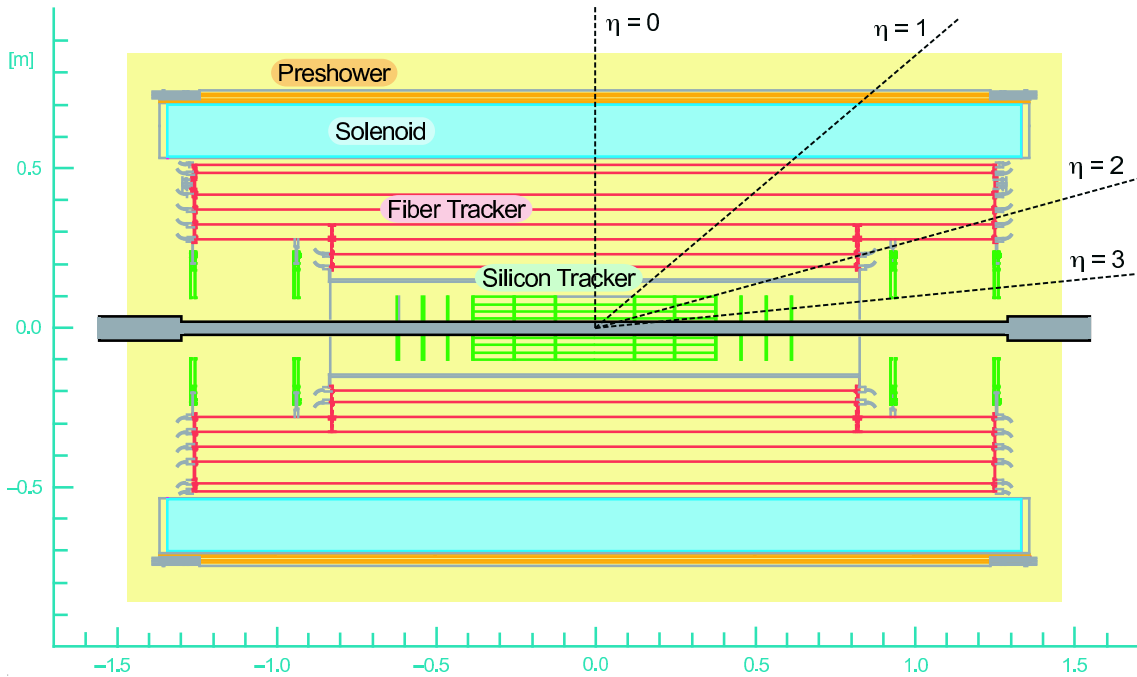 η = 0
η = 1
[m]
Preshower
Solenoid
η = 2
0.5
Fiber Tracker
η = 3
Silicon Tracker
0.0
–0.5
–1.5
–1.0
–0.5
0.0
0.5
1.0
1.5